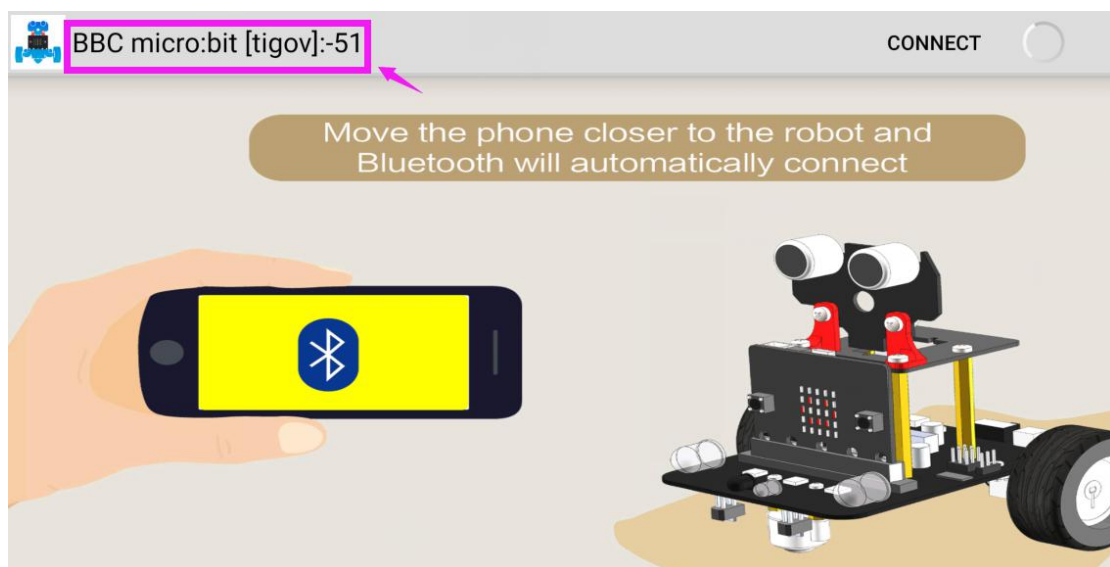 BBC micro:bit [tigov]:-51
CONNECT
Move the phone closer to the robot and
Bluetooth will automatically connect